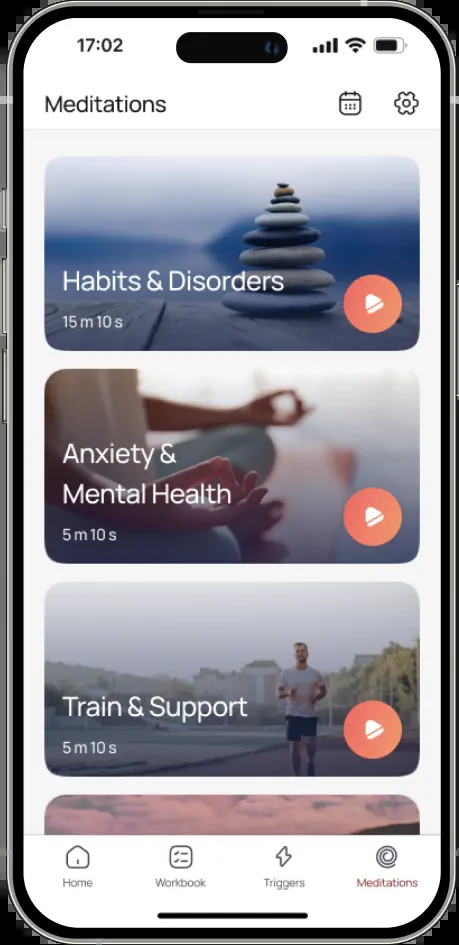 17:02
Meditations
Habits & Disorders
15 m 10 s
Anxiety &
Mental Health
5 m 10 s
Train & Support
5 m 10 s
Home
Workbook
Triggers
Meditations